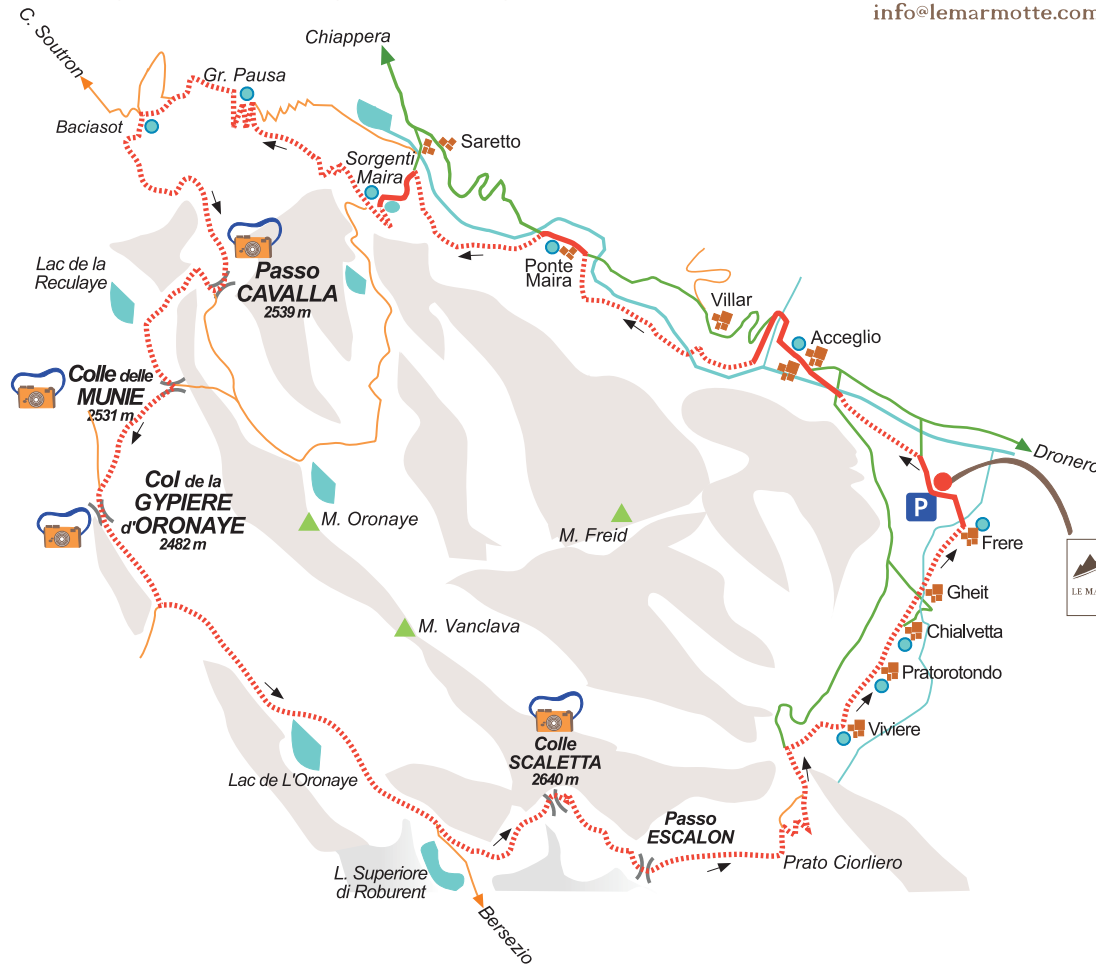 info@lemarmotte.com
C. Soutron
Chiappera
Gr. Pausa
Baciasot
Saretto
Sorgenti
Maira
Passo
CAVALLA
2539 m
Lac de la
Reculaye
Ponte
Maira
Villar
Acceglio
Colle delle
MUNIE
2531 m
Dronero
Col de la
GYPIERE
d'ORONAYE
2482 m
P
M. Oronaye
M. Freid
Frere
LE MA
Gheit
M. Vanclava
Chialvetta
Pratorotondo
Viviere
Colle
SCALETTA
2640 m
Lac de L'Oronaye
Passo
ESCALON
Prato Ciorliero
L. Superiore
di Roburent
Bersezio